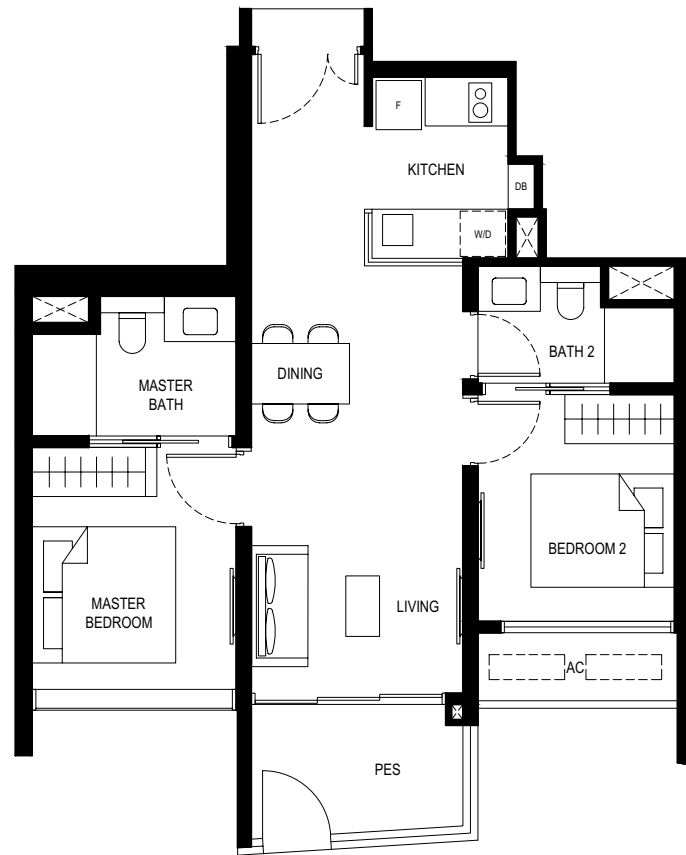 F
KITCHEN
DB
W/D
DINING
BATH 2
MASTER
BATH
BEDROOM 2
MASTER
BEDROOM
LIVING
AC
PES